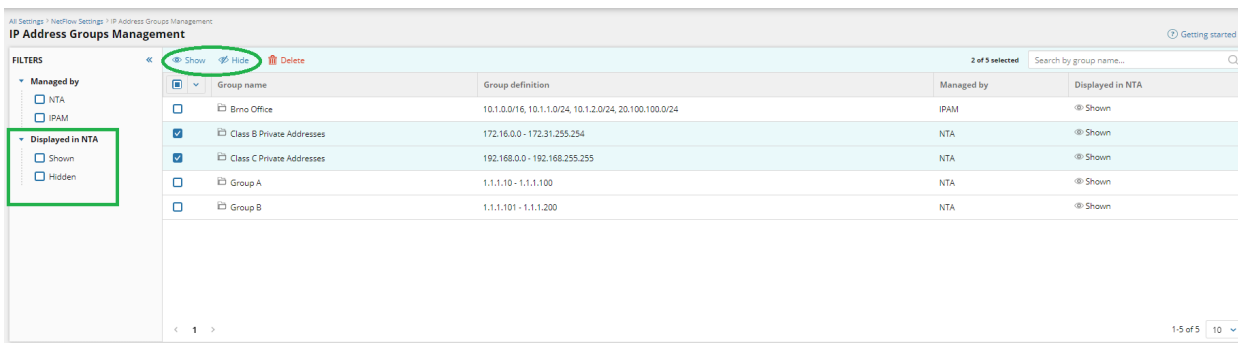 All Settings > NetFlow Settings > IP Address Groups Management
IP Address Groups Management
Getting started
FILTERS
Show Hide Delete
2 of 5 selected
Search by group name...
Managed by
NTA
IPAM
Displayed in NTA
Shown
Hidden
Group name Group definition Managed by Displayed in NTA
Brno Office 10.1.0.0/16, 10.1.1.0/24, 10.1.2.0/24, 20.100.100.0/24 IPAM Shown
Class B Private Addresses 172.16.0.0 - 172.31.255.254 NTA Shown
Class C Private Addresses 192.168.0.0 - 192.168.255.255 NTA Shown
Group A 1.1.1.10 - 1.1.1.100 NTA Shown
Group B 1.1.1.101 - 1.1.1.200 NTA Shown
< 1 >
1-5 of 5 10